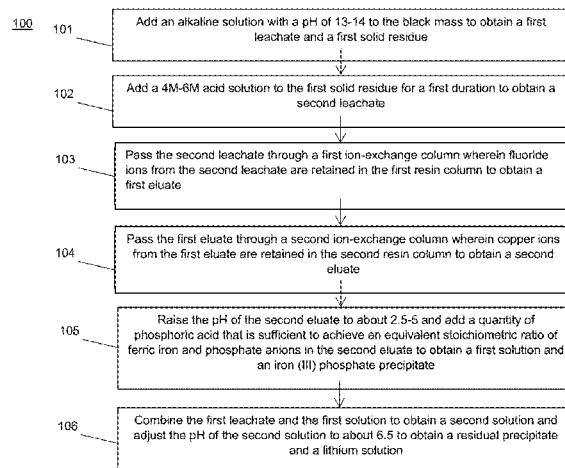 100
101
Add an alkaline solution with a pH of 13-14 to the black mass to obtain a first
leachate and a first solid residue
102
Add a 4M-6M acid solution to the first solid residue for a first duration to obtain a
second leachate
103
Pass the second leachate through a first ion-exchange column wherein fluoride
ions from the second leachate are retained in the first resin column to obtain a
first eluate
104
Pass the first eluate through a second ion-exchange column wherein copper ions
from the first eluate are retained in the second resin column to obtain a second
eluate
105
Raise the pH of the second eluate to about 2.5-5 and add a quantity of
phosphoric acid that is sufficient to achieve an equivalent stoichiometric ratio of
ferric iron and phosphate anions in the second eluate to obtain a first solution and
an iron (III) phosphate precipitate
106
Combine the first leachate and the first solution to obtain a second solution and
adjust the pH of the second solution to about 6.5 to obtain a residual precipitate
and a lithium solution